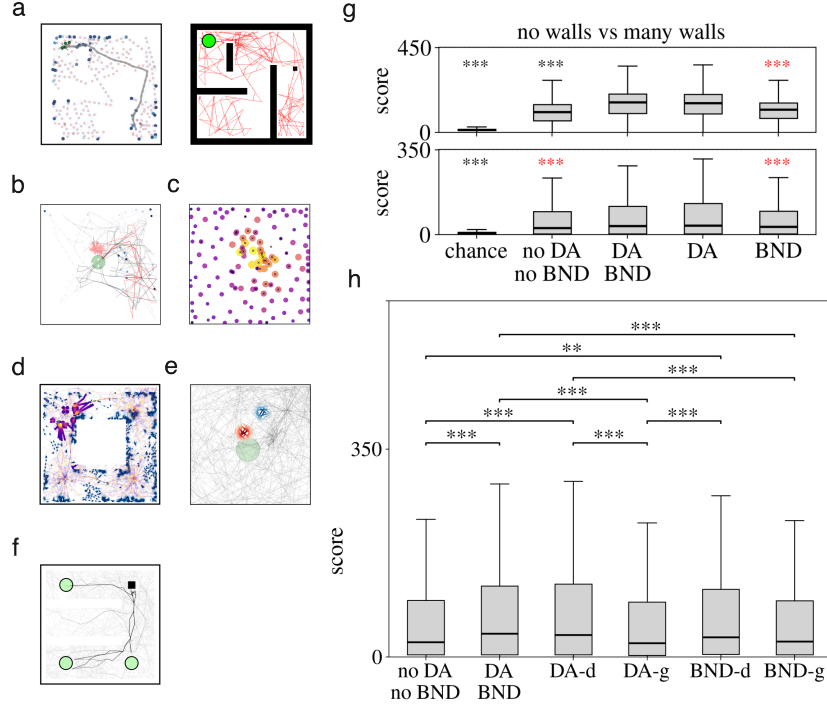 a
g
no walls vs many walls
450
score
*** *** ***
0
b
c
350
score
*** *** ***
0
chance no DA DA DA BND
no BND BND
h
***
**
***
d
e
***
*** ***
*** ***
350
score
f
0
no DA DA DA-d DA-g BND-d BND-g
no BND BND